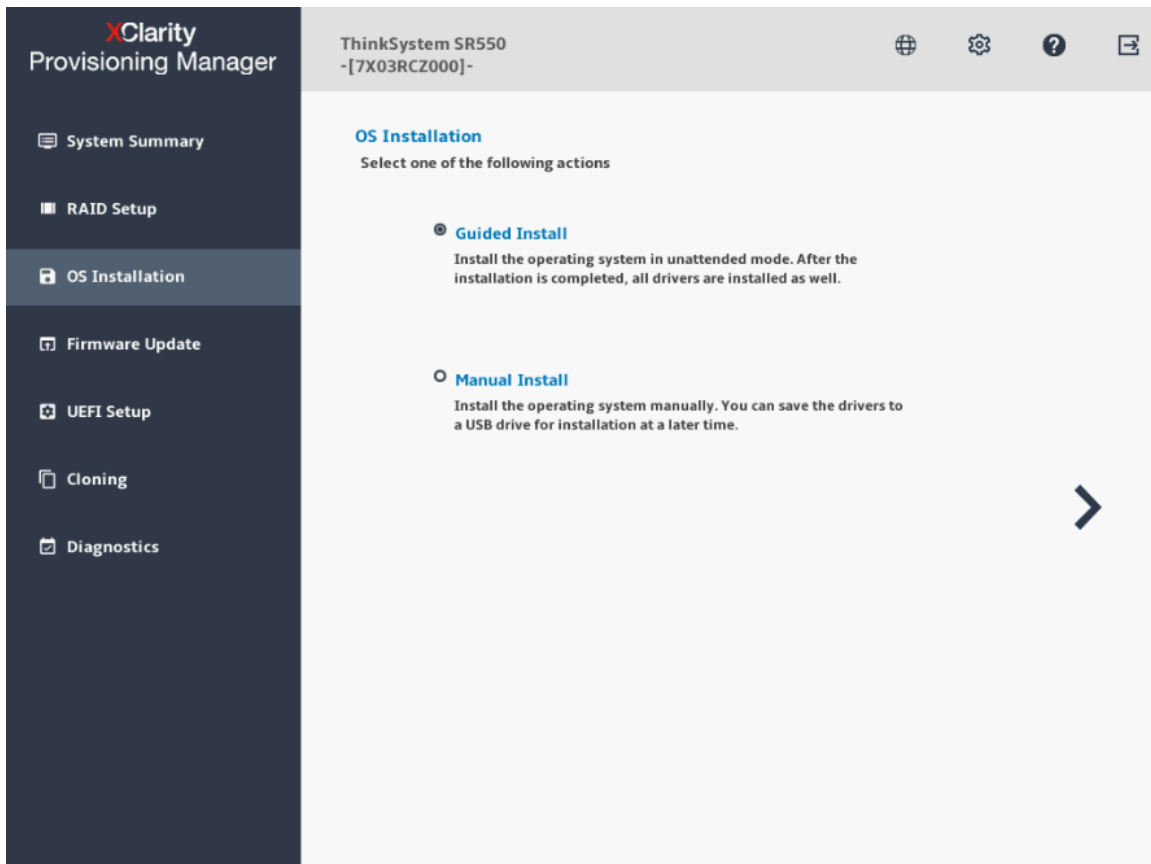 XClarity
Provisioning Manager
ThinkSystem SR550
-[7X03RCZ000]-
System Summary
RAID Setup
OS Installation
Firmware Update
UEFI Setup
Cloning
Diagnostics
OS Installation
Select one of the following actions
Guided Install
Install the operating system in unattended mode. After the
installation is completed, all drivers are installed as well.
Manual Install
Install the operating system manually. You can save the drivers to
a USB drive for installation at a later time.